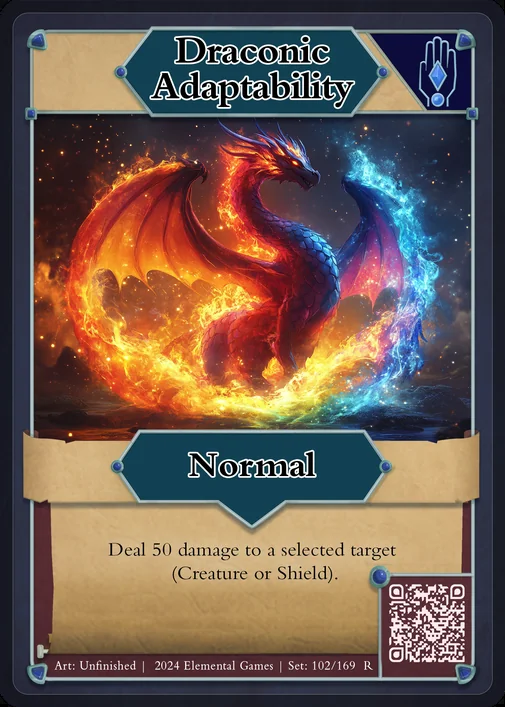 Draconic
Adaptability
Normal
Deal 50 damage to a selected target
(Creature or Shield).
Art: Unfinished | 2024 Elemental Games | Set: 102/169 R